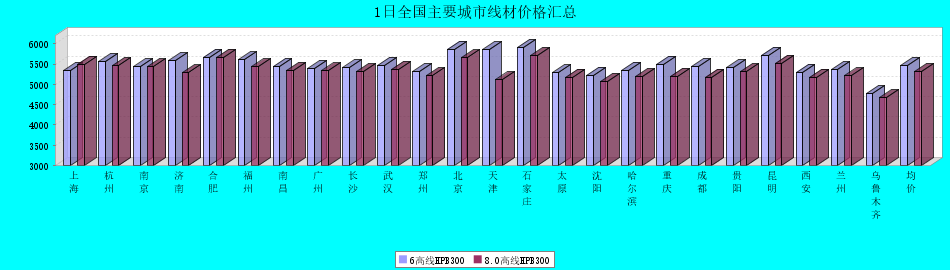 1日全国主要城市线材价格汇总
6000
5500
5000
4500
4000
3500
3000
上海 杭州 南京 济南 合肥 福州 南昌 广州 长沙 武汉 郑州 北京 天津 石家庄 太原 沈阳 哈尔滨 重庆 成都 贵阳 昆明 西安 兰州 乌鲁木齐 均价
6高线HPB300 8.0高线HPB300